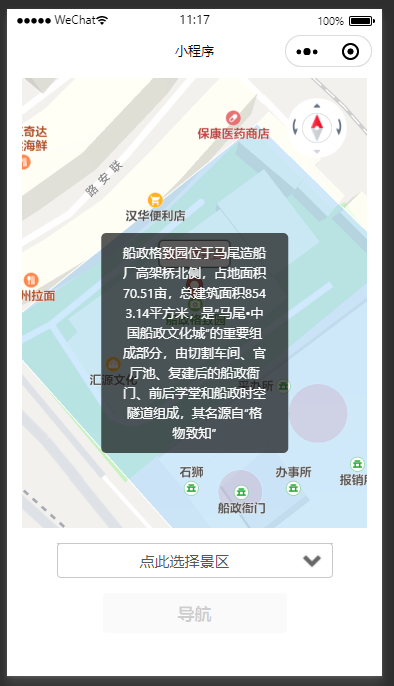 WeChat 11:17 100%
小程序
奇达
海鲜
保康医药商店
路安联
汉华便利店
船政格致园位于马尾造船
厂高架桥北侧，占地面积
70.51亩，总建筑面积854
3.14平方米，是“马尾•中
国船政文化城”的重要组
成部分，由切割车间、官
厅池、复建后的船政衙
门、前后学堂和船政时空
隧道组成，其名源自“格
物致知”
州拉面
汇源文化
办所
石狮
办事所
报销所
船政衙门
点此选择景区
导航